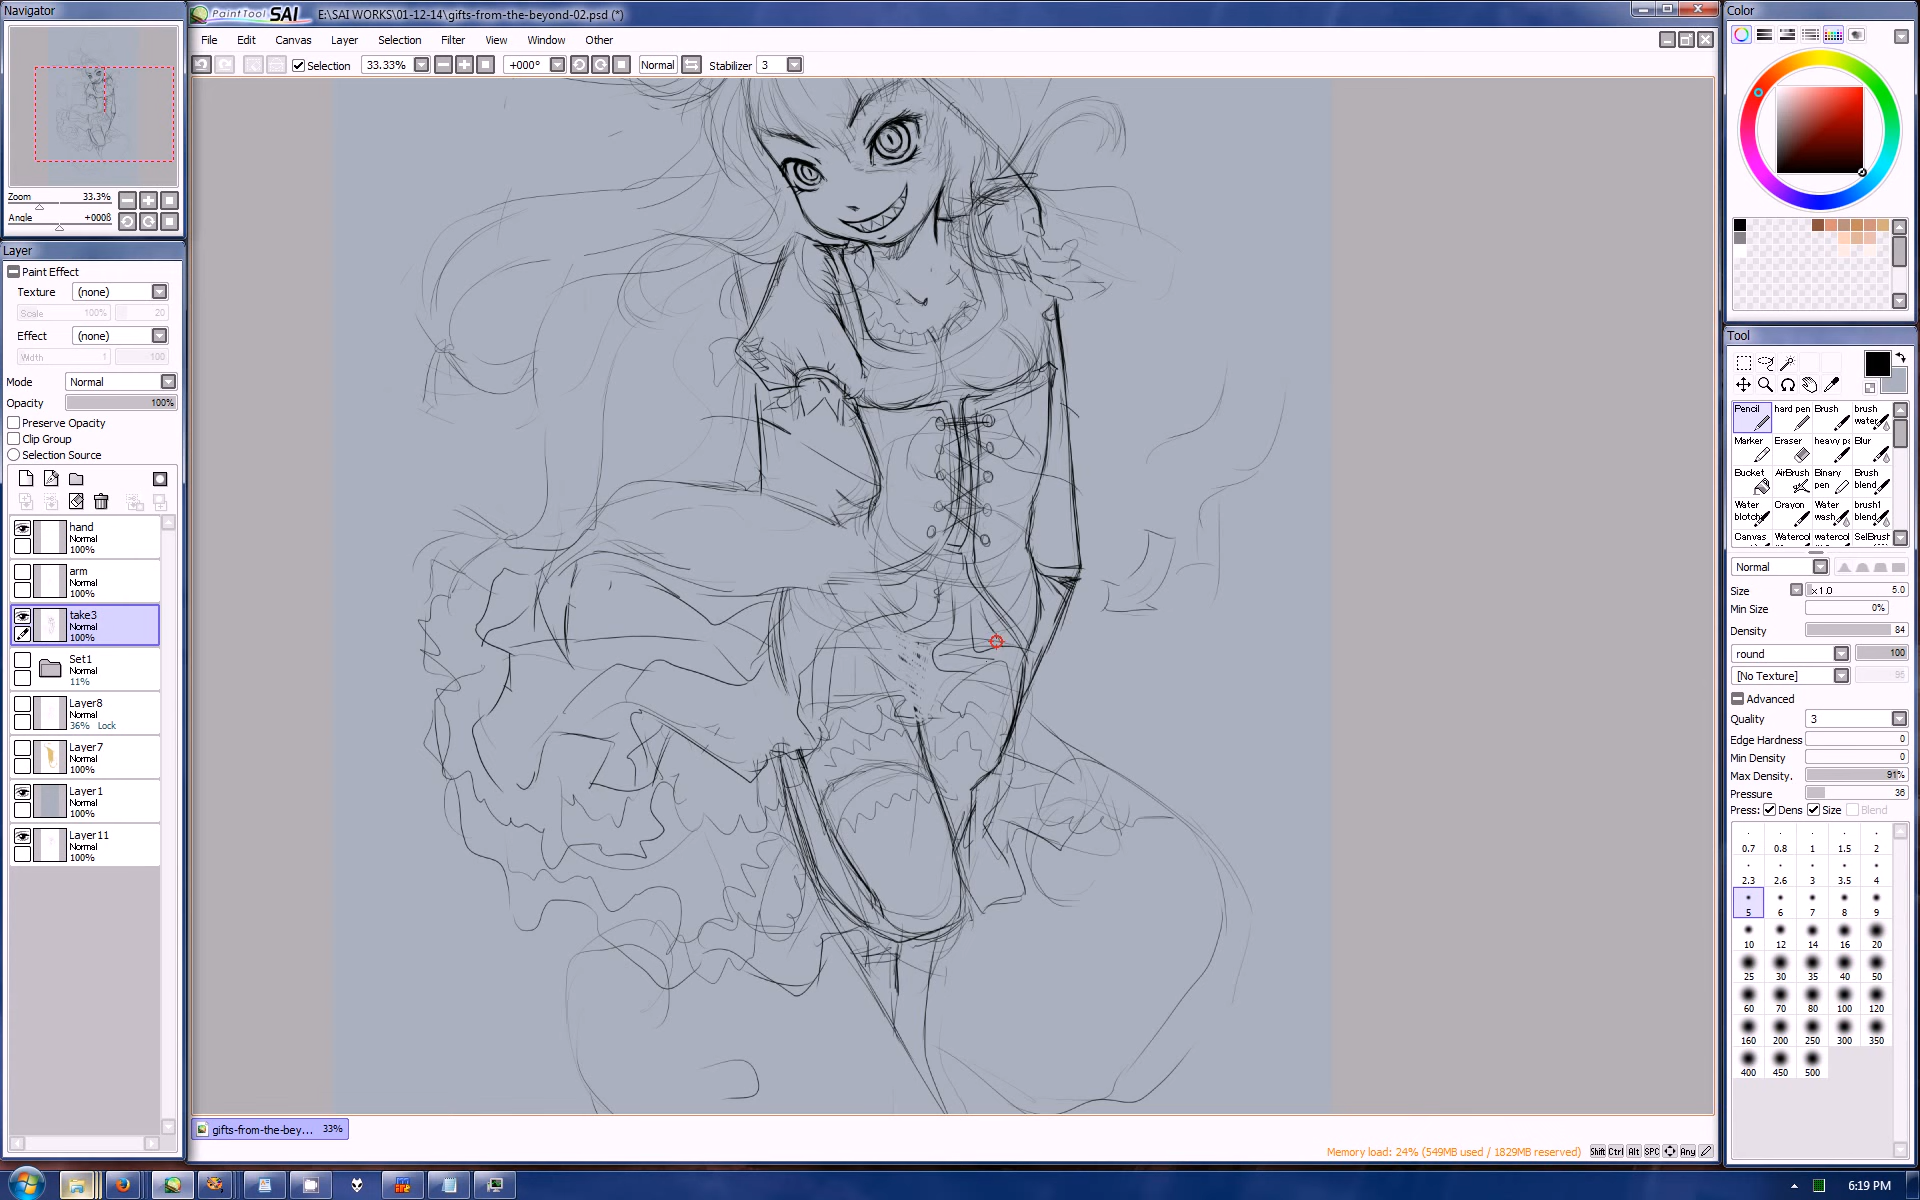 Navigator
PaintTool SAI E:\SAI WORKS\01-12-14\gifts-from-the-beyond-02.psd (*)
File Edit Canvas Layer Selection Filter View Window Other
Selection 33.33% +000° Normal Stabilizer 3
Zoom 33.3%
Angle +000ß
Layer
Paint Effect
Texture (none)
Scale 100% 20
Effect (none)
Width 1 100
Mode Normal
Opacity 100%
Preserve Opacity
Clip Group
Selection Source
hand
Normal
100%
arm
Normal
100%
take3
Normal
100%
Set1
Normal
11%
Layer8
Normal
36% Lock
Layer7
Normal
100%
Layer1
Normal
100%
Layer11
Normal
100%
gifts-from-the-bey... 33%
Memory load: 24% (549MB used / 1829MB reserved) Shift Ctrl Alt SPC Any
Color
Tool
Pencil hard pen Brush brush water
Marker Eraser heavy p Blur
Bucket AirBrush Binary pen Brush blend
Water blotch Crayon Water wash brush1 blend
Canvas Watercol watercol SelBrush
Normal
Size x1.0 5.0
Min Size 0%
Density 84
round 100
[No Texture] 95
Advanced
Quality 3
Edge Hardness 0
Min Density 0
Max Density. 91%
Pressure 36
Press: Dens Size Blend
0.7 0.8 1 1.5 2
2.3 2.6 3 3.5 4
5 6 7 8 9
10 12 14 16 20
25 30 35 40 50
60 70 80 100 120
160 200 250 300 350
400 450 500
6:19 PM